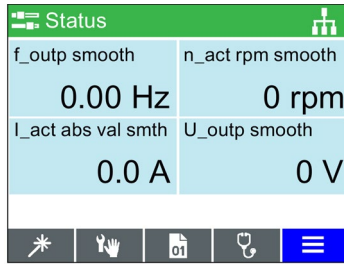 Status
f_outp smooth
n_act rpm smooth
0.00 Hz
0 rpm
I_act abs val smth
U_outp smooth
0.0 A
0 V
01